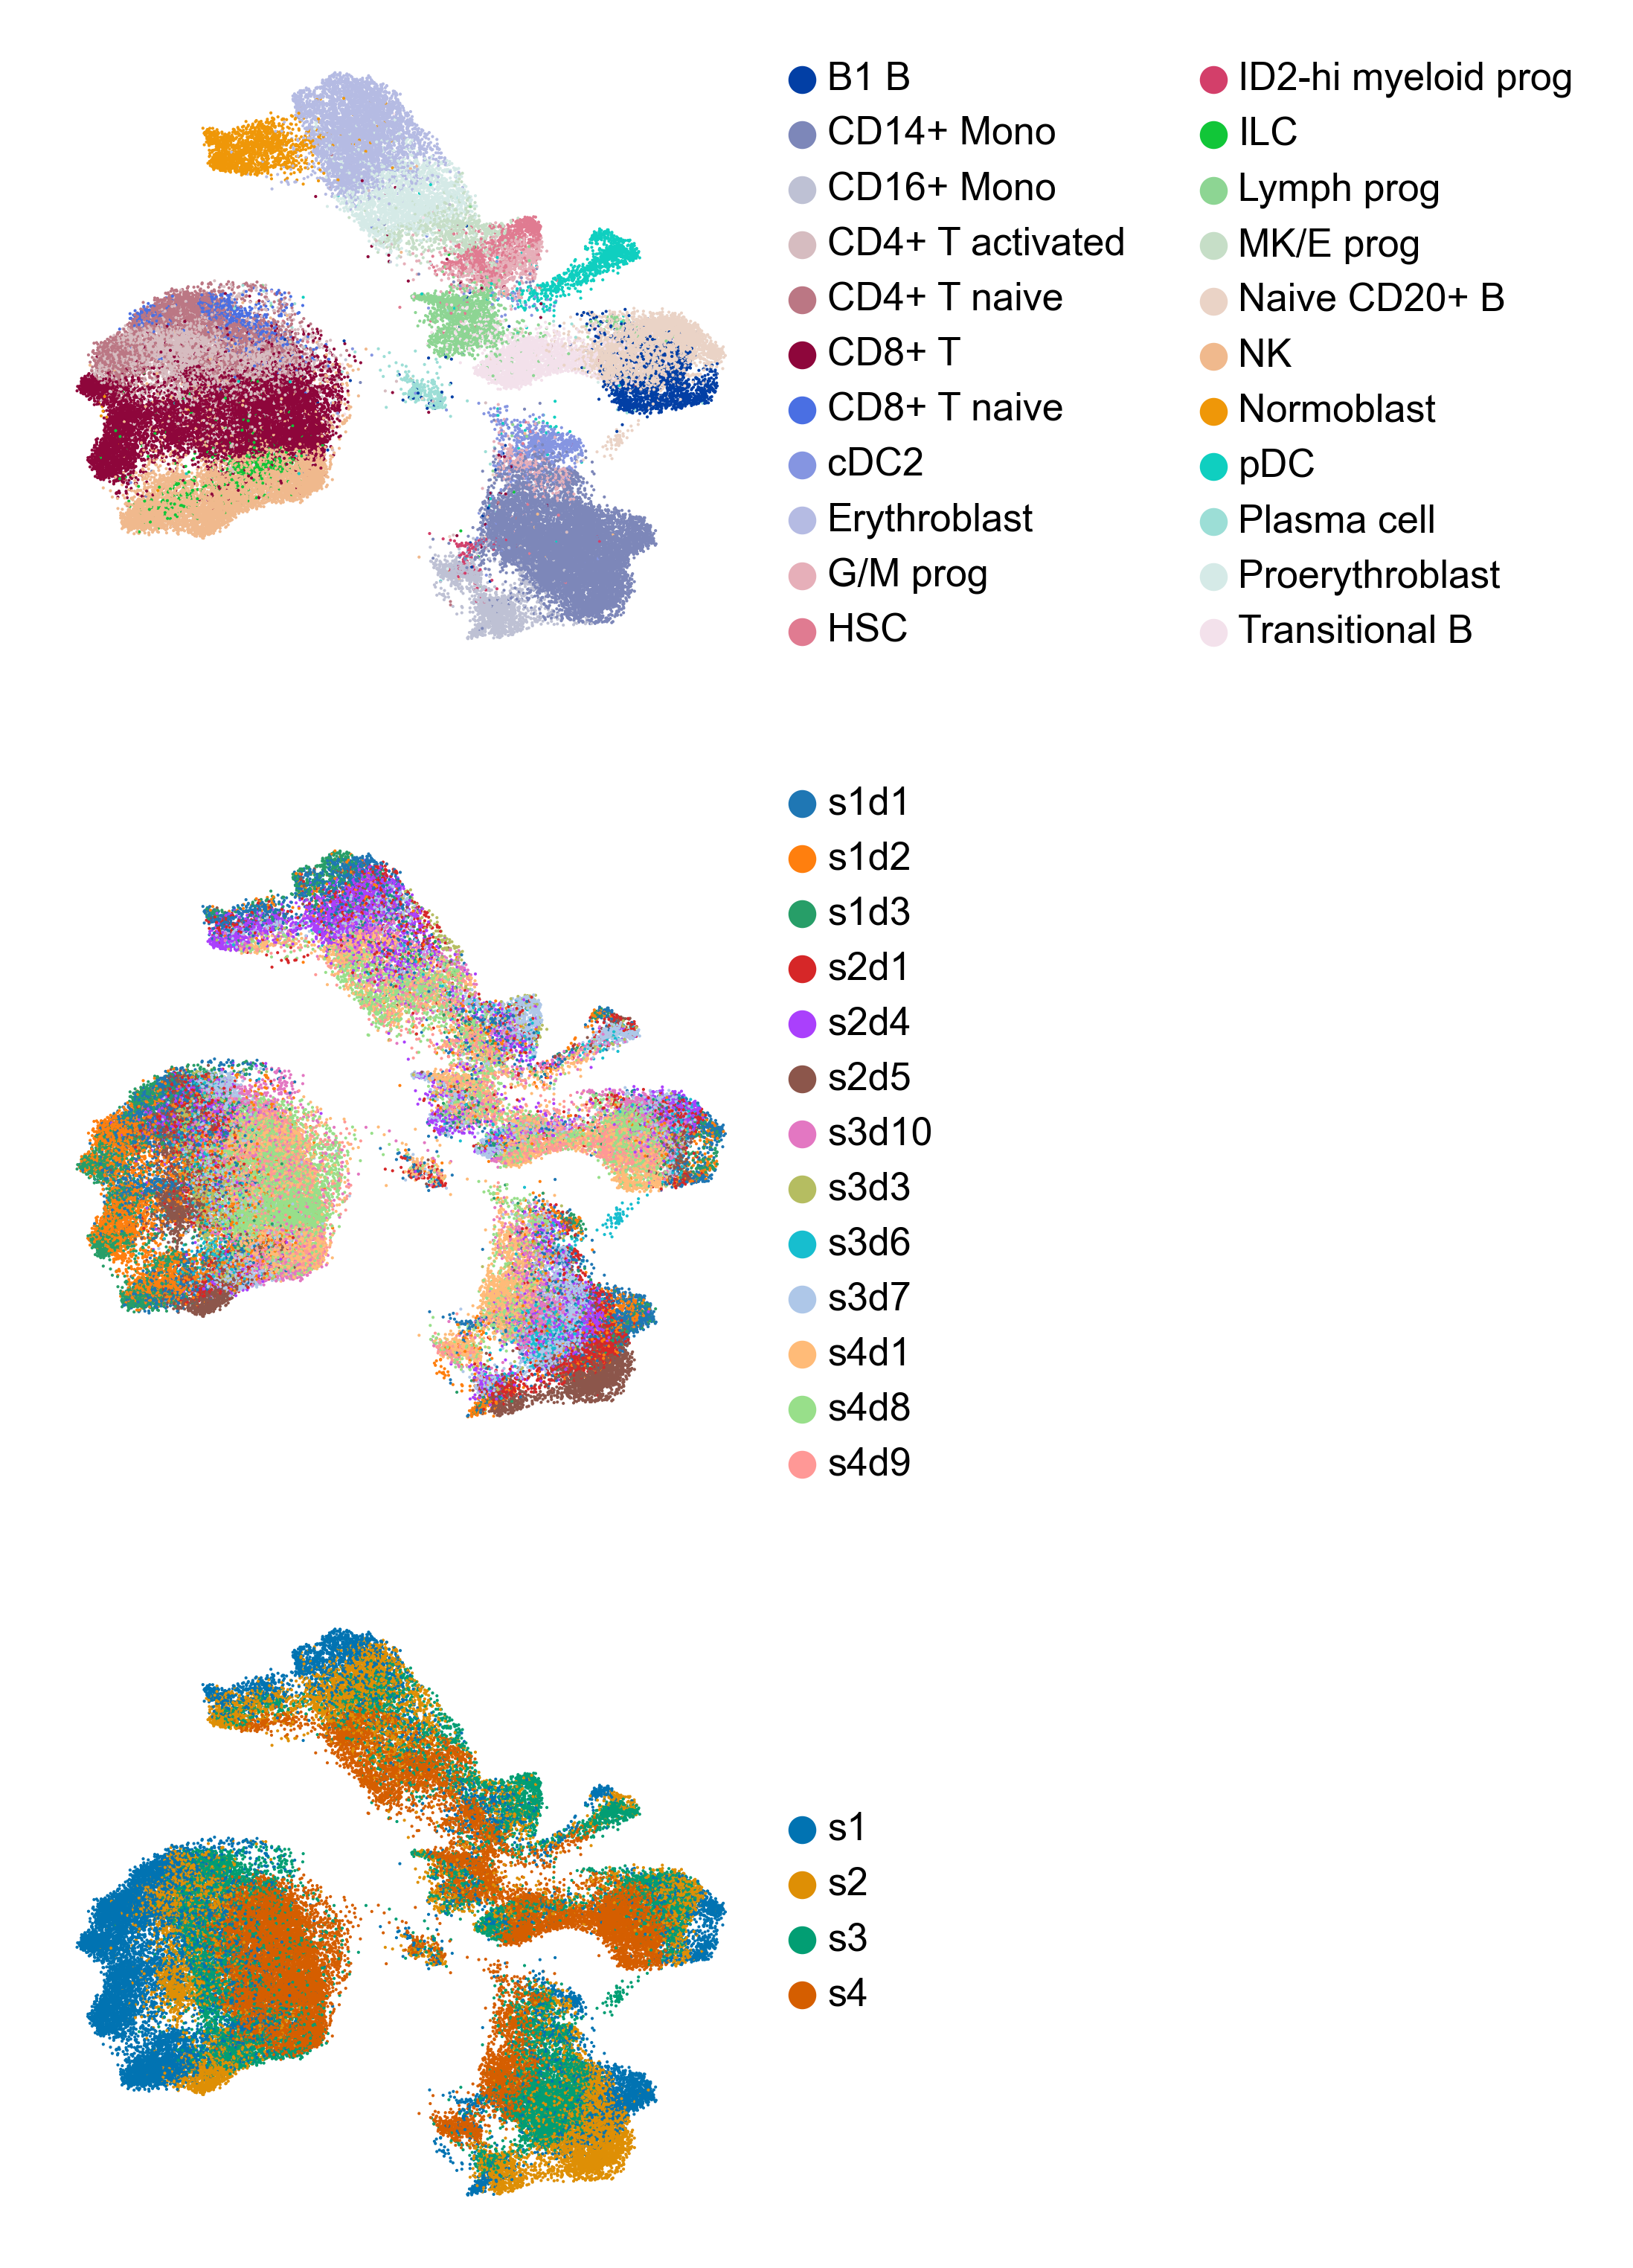 B1 B
CD14+ Mono
CD16+ Mono
CD4+ T activated
CD4+ T naive
CD8+ T
CD8+ T naive
cDC2
Erythroblast
G/M prog
HSC
ID2-hi myeloid prog
ILC
Lymph prog
MK/E prog
Naive CD20+ B
NK
Normoblast
pDC
Plasma cell
Proerythroblast
Transitional B
s1d1
s1d2
s1d3
s2d1
s2d4
s2d5
s3d10
s3d3
s3d6
s3d7
s4d1
s4d8
s4d9
s1
s2
s3
s4